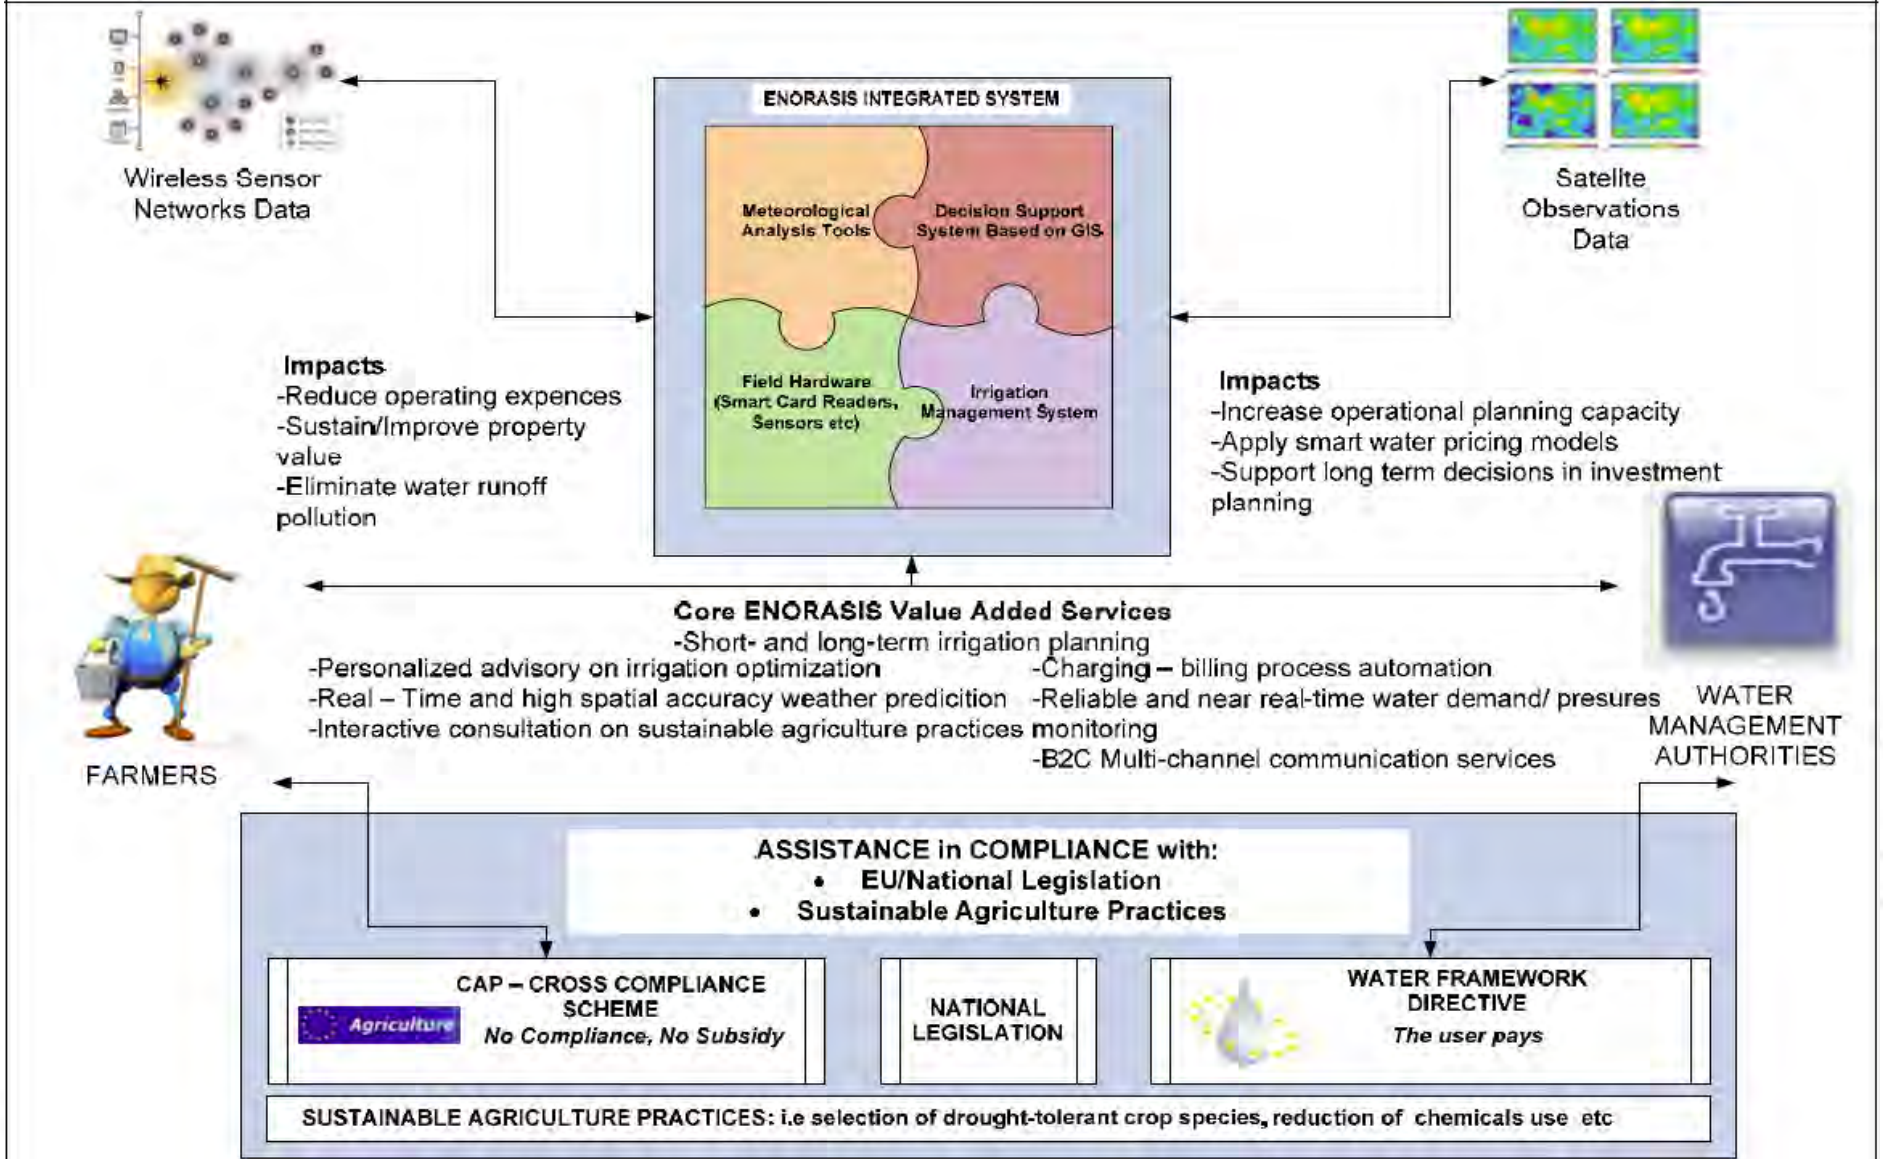 ENORASIS INTEGRATED SYSTEM
Wireless Sensor
Networks Data
Satelite
Observations
Data
Meteorological
Analysis Tools
Decision Support
System Based on GIS
Field Hardware
(Smart Card Readers,
Sensors etc)
Irrigation
Management System
Impacts
-Reduce operating expences
-Sustain/Improve property
value
-Eliminate water runoff
pollution
Impacts
-Increase operational planning capacity
-Apply smart water pricing models
-Support long term decisions in investment
planning
Core ENORASIS Value Added Services
-Short- and long-term irrigation planning
-Personalized advisory on irrigation optimization
-Real – Time and high spatial accuracy weather predicition
-Interactive consultation on sustainable agriculture practices
-Charging – billing process automation
-Reliable and near real-time water demand/ presures
monitoring
-B2C Multi-channel communication services
FARMERS
WATER
MANAGEMENT
AUTHORITIES
ASSISTANCE in COMPLIANCE with:
• EU/National Legislation
• Sustainable Agriculture Practices
CAP – CROSS COMPLIANCE
SCHEME
Agriculture
No Compliance, No Subsidy
NATIONAL
LEGISLATION
WATER FRAMEWORK
DIRECTIVE
The user pays
SUSTAINABLE AGRICULTURE PRACTICES: i.e selection of drought-tolerant crop species, reduction of chemicals use etc